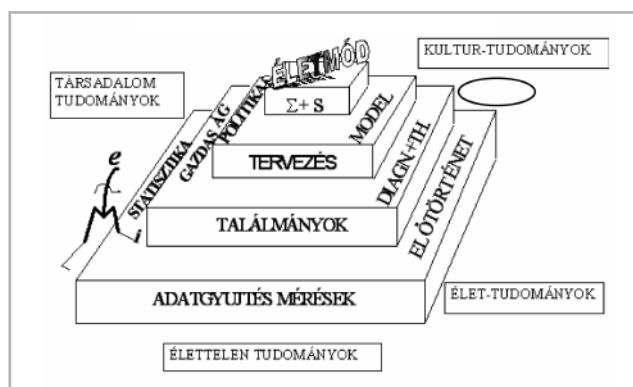 ÉLETMÓD
KULTUR-TUDOMÁNYOK
TÁRSADALOM
TUDOMÁNYOK
Σ+ S
POLITIKA
MODEL
GAZDASÁG
STATISZTIKA
TERVEZÉS
DIAGN+TH.
e
i
TALÁLMÁNYOK
ELŐTÖRTÉNET
ADATGYUJTÉS MÉRÉSEK
ÉLET-TUDOMÁNYOK
ÉLETTELEN TUDOMÁNYOK